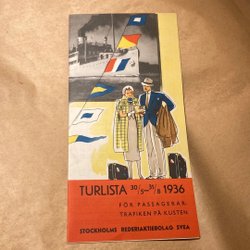 TURLISTA 30/5–31/8 1936
FÖR PASSAGERAR-
TRAFIKEN PÅ KUSTEN
STOCKHOLMS REDERIAKTIEBOLAG SVEA